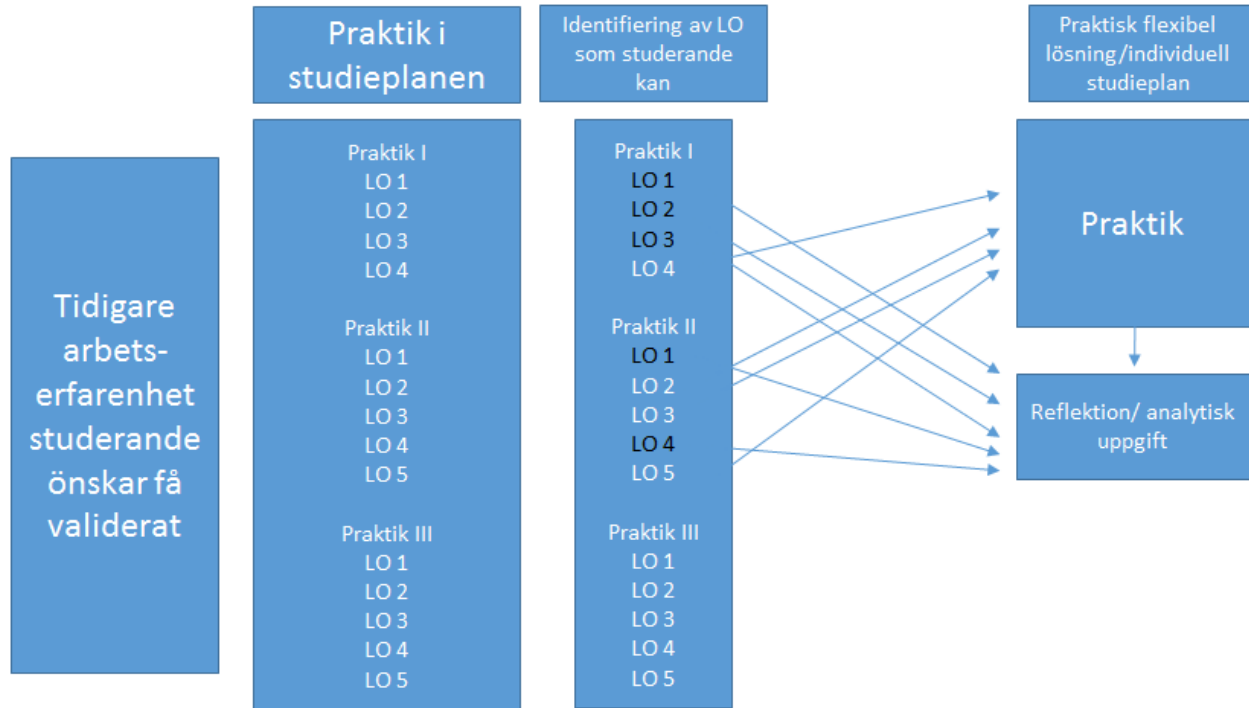 Tidigare
arbets-
erfarenhet
studerande
önskar få
validerat
Praktik i
studieplanen
Praktik I
LO 1
LO 2
LO 3
LO 4
Praktik II
LO 1
LO 2
LO 3
LO 4
LO 5
Praktik III
LO 1
LO 2
LO 3
LO 4
LO 5
Identifiering av LO
som studerande
kan
Praktik I
LO 1
LO 2
LO 3
LO 4
Praktik II
LO 1
LO 2
LO 3
LO 4
LO 5
Praktik III
LO 1
LO 2
LO 3
LO 4
LO 5
Praktisk flexibel
lösning/individuell
studieplan
Praktik
Reflektion/ analytisk
uppgift